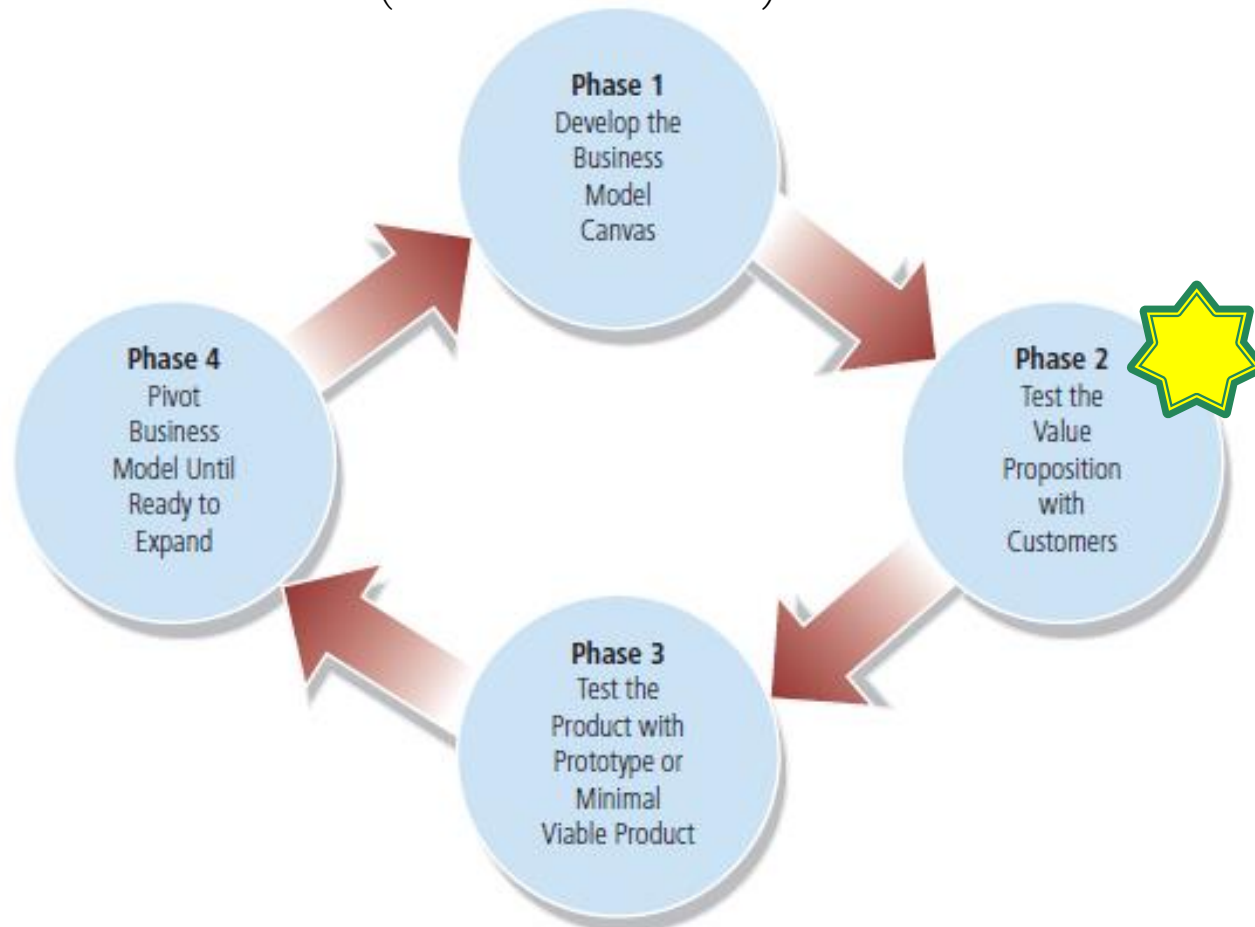 Phase 1
Develop the
Business
Model
Canvas
Phase 2
Test the
Value
Proposition
with
Customers
Phase 3
Test the
Product with
Prototype or
Minimal
Viable Product
Phase 4
Pivot
Business
Model Until
Ready to
Expand